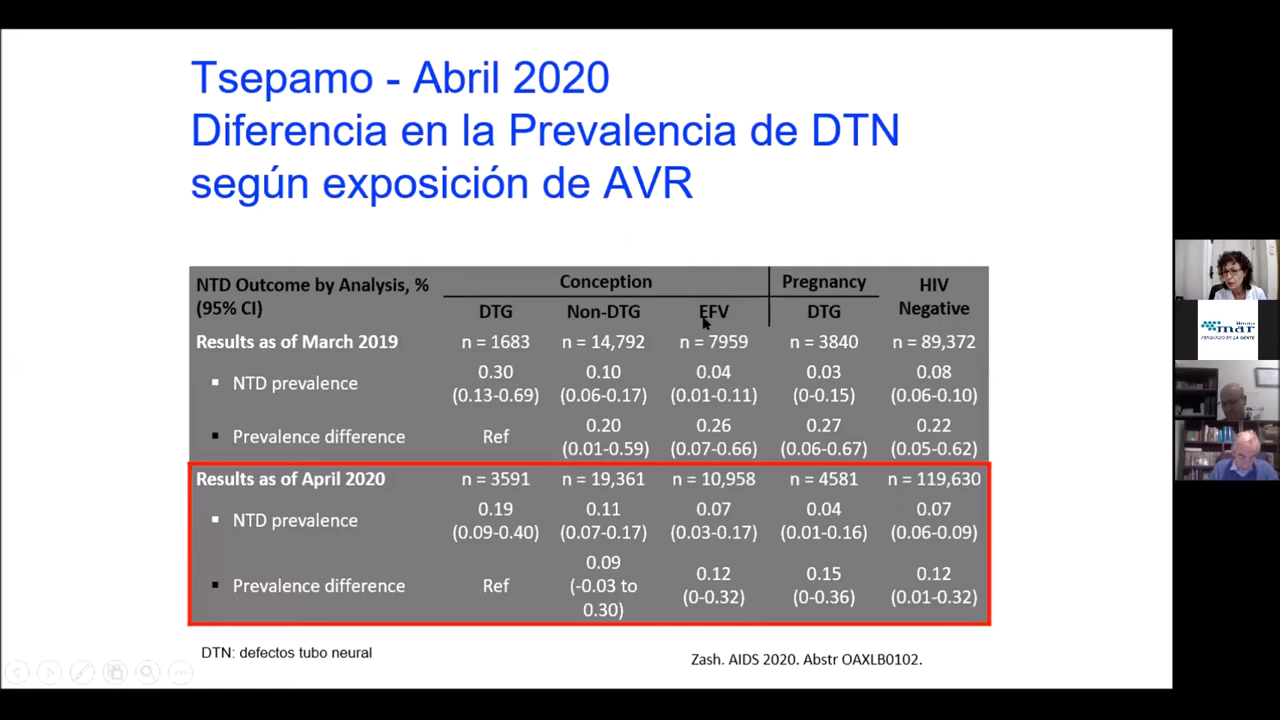 Tsepamo - Abril 2020
Diferencia en la Prevalencia de DTN
según exposición de AVR
NTD Outcome by Analysis, % (95% CI) Conception Pregnancy HIV Negative
DTG Non-DTG EFV DTG
Results as of March 2019 n = 1683 n = 14,792 n = 7959 n = 3840 n = 89,372
▪ NTD prevalence 0.30 (0.13-0.69) 0.10 (0.06-0.17) 0.04 (0.01-0.11) 0.03 (0-0.15) 0.08 (0.06-0.10)
▪ Prevalence difference Ref 0.20 (0.01-0.59) 0.26 (0.07-0.66) 0.27 (0.06-0.67) 0.22 (0.05-0.62)
Results as of April 2020 n = 3591 n = 19,361 n = 10,958 n = 4581 n = 119,630
▪ NTD prevalence 0.19 (0.09-0.40) 0.11 (0.07-0.17) 0.07 (0.03-0.17) 0.04 (0.01-0.16) 0.07 (0.06-0.09)
▪ Prevalence difference Ref 0.09 (-0.03 to 0.30) 0.12 (0-0.32) 0.15 (0-0.36) 0.12 (0.01-0.32)
DTN: defectos tubo neural
Zash. AIDS 2020. Abstr OAXLB0102.
mar